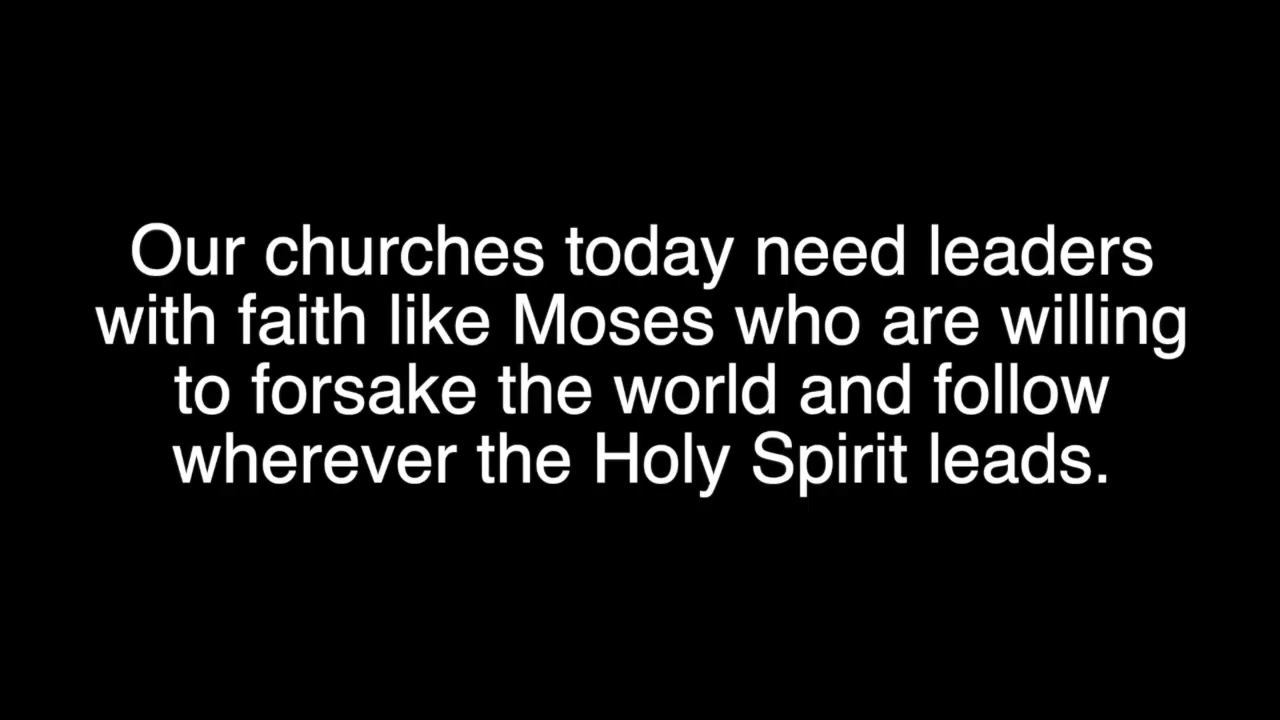 Our churches today need leaders
with faith like Moses who are willing
to forsake the world and follow
wherever the Holy Spirit leads.